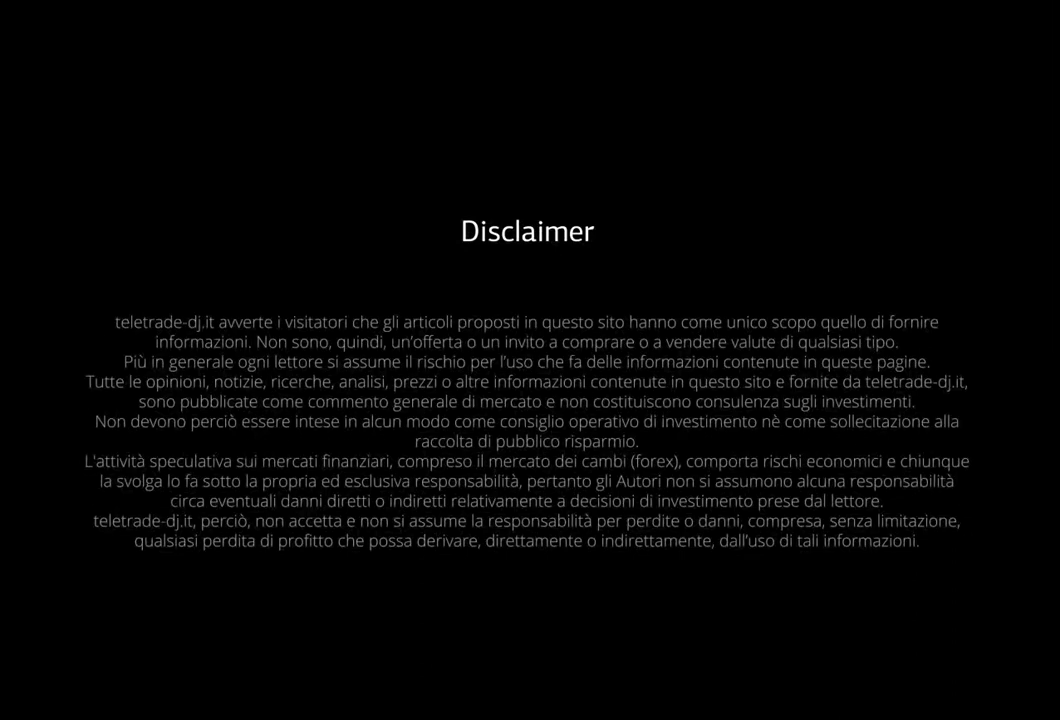 Disclaimer
teletrade-dj.it avverte i visitatori che gli articoli proposti in questo sito hanno come unico scopo quello di fornire
informazioni. Non sono, quindi, un'offerta o un invito a comprare o a vendere valute di qualsiasi tipo.
Più in generale ogni lettore si assume il rischio per l'uso che fa delle informazioni contenute in queste pagine.
Tutte le opinioni, notizie, ricerche, analisi, prezzi o altre informazioni contenute in questo sito e fornite da teletrade-dj.it,
sono pubblicate come commento generale di mercato e non costituiscono consulenza sugli investimenti.
Non devono perciò essere intese in alcun modo come consiglio operativo di investimento nè come sollecitazione alla
raccolta di pubblico risparmio.
L'attività speculativa sui mercati finanziari, compreso il mercato dei cambi (forex), comporta rischi economici e chiunque
la svolga lo fa sotto la propria ed esclusiva responsabilità, pertanto gli Autori non si assumono alcuna responsabilità
circa eventuali danni diretti o indiretti relativamente a decisioni di investimento prese dal lettore.
teletrade-dj.it, perciò, non accetta e non si assume la responsabilità per perdite o danni, compresa, senza limitazione,
qualsiasi perdita di profitto che possa derivare, direttamente o indirettamente, dall'uso di tali informazioni.